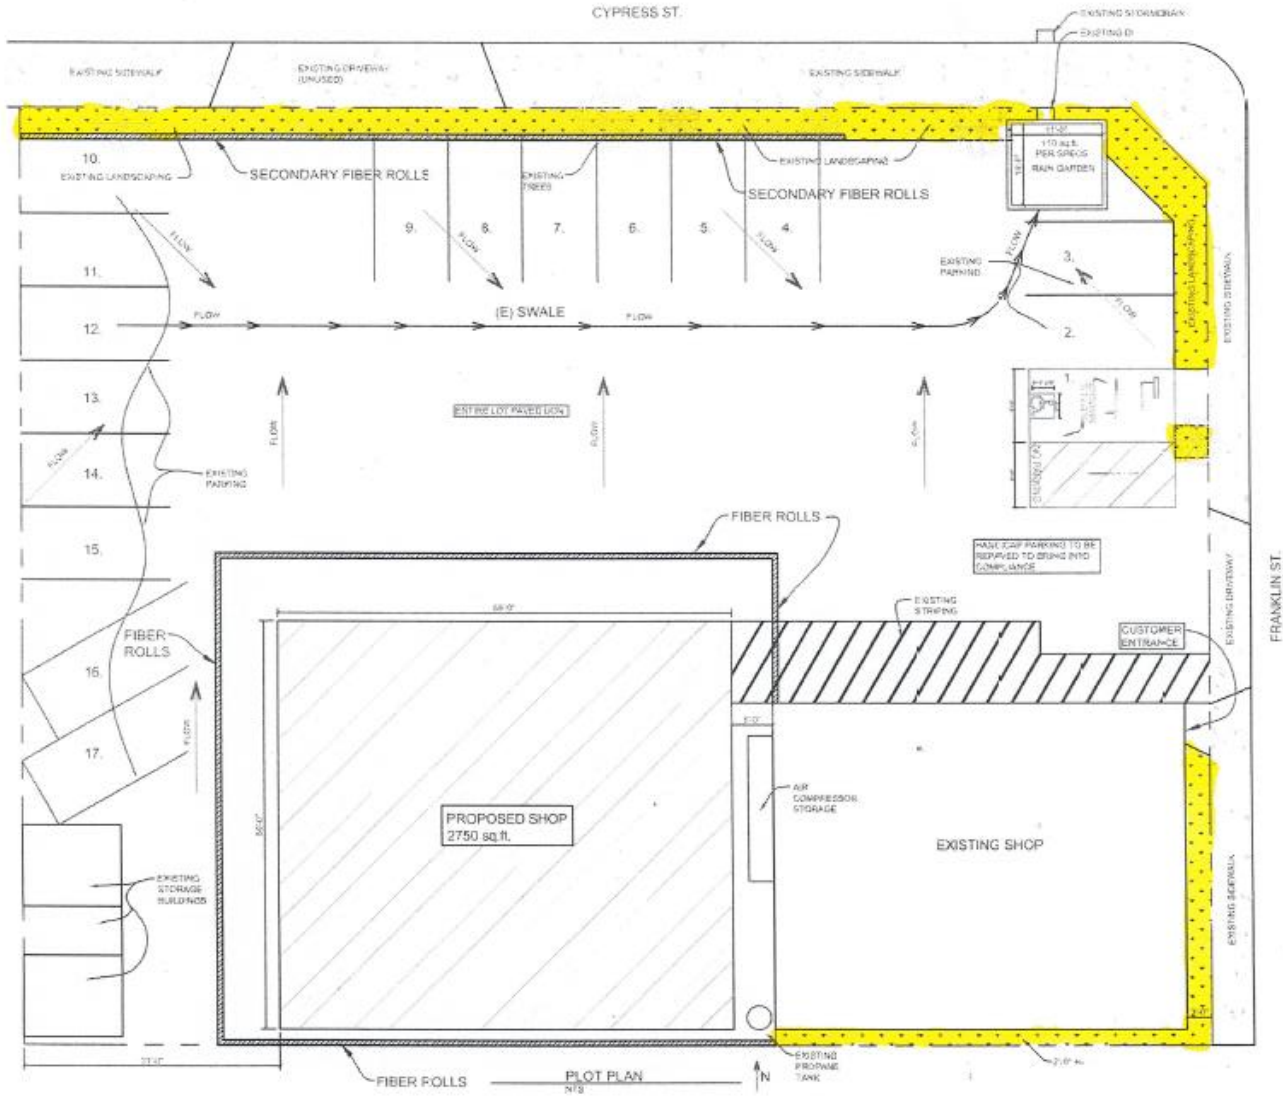 CYPRESS ST.
EXISTING STORMDRAIN
EXISTING DI
EXISTING SIDEWALK
EXISTING DRIVEWAY
(UNUSED)
EXISTING SIDEWALK
10.
EXISTING LANDSCAPING
SECONDARY FIBER ROLLS
EXISTING
TREES
EXISTING LANDSCAPING
SECONDARY FIBER ROLLS
110 sq.ft.
PER SPECS
RAIN GARDEN
9.
8.
7.
6.
5.
4.
FLOW
FLOW
FLOW
FLOW
EXISTING
PARKING
3.
EXISTING LANDSCAPING
EXISTING SIDEWALK
11.
12.
FLOW
(E) SWALE
FLOW
2.
FLOW
13.
ENTIRE LOT PAVED
1.
FLOW
FLOW
FLOW
FLOW
14.
EXISTING
PARKING
NO PARKING
15.
FIBER ROLLS
HANDICAP PARKING TO BE
REPAVED TO BRING INTO
COMPLIANCE
EXISTING DRIVEWAY
FRANKLIN ST.
EXISTING
STRIPING
CUSTOMER
ENTRANCE
FIBER
ROLLS
16.
17.
FLOW
AIR
COMPRESSOR
STORAGE
PROPOSED SHOP
2750 sq.ft.
EXISTING SHOP
EXISTING
STORAGE
BUILDINGS
EXISTING SIDEWALK
FIBER ROLLS
PLOT PLAN
NTS
N
EXISTING
PROPANE
TANK